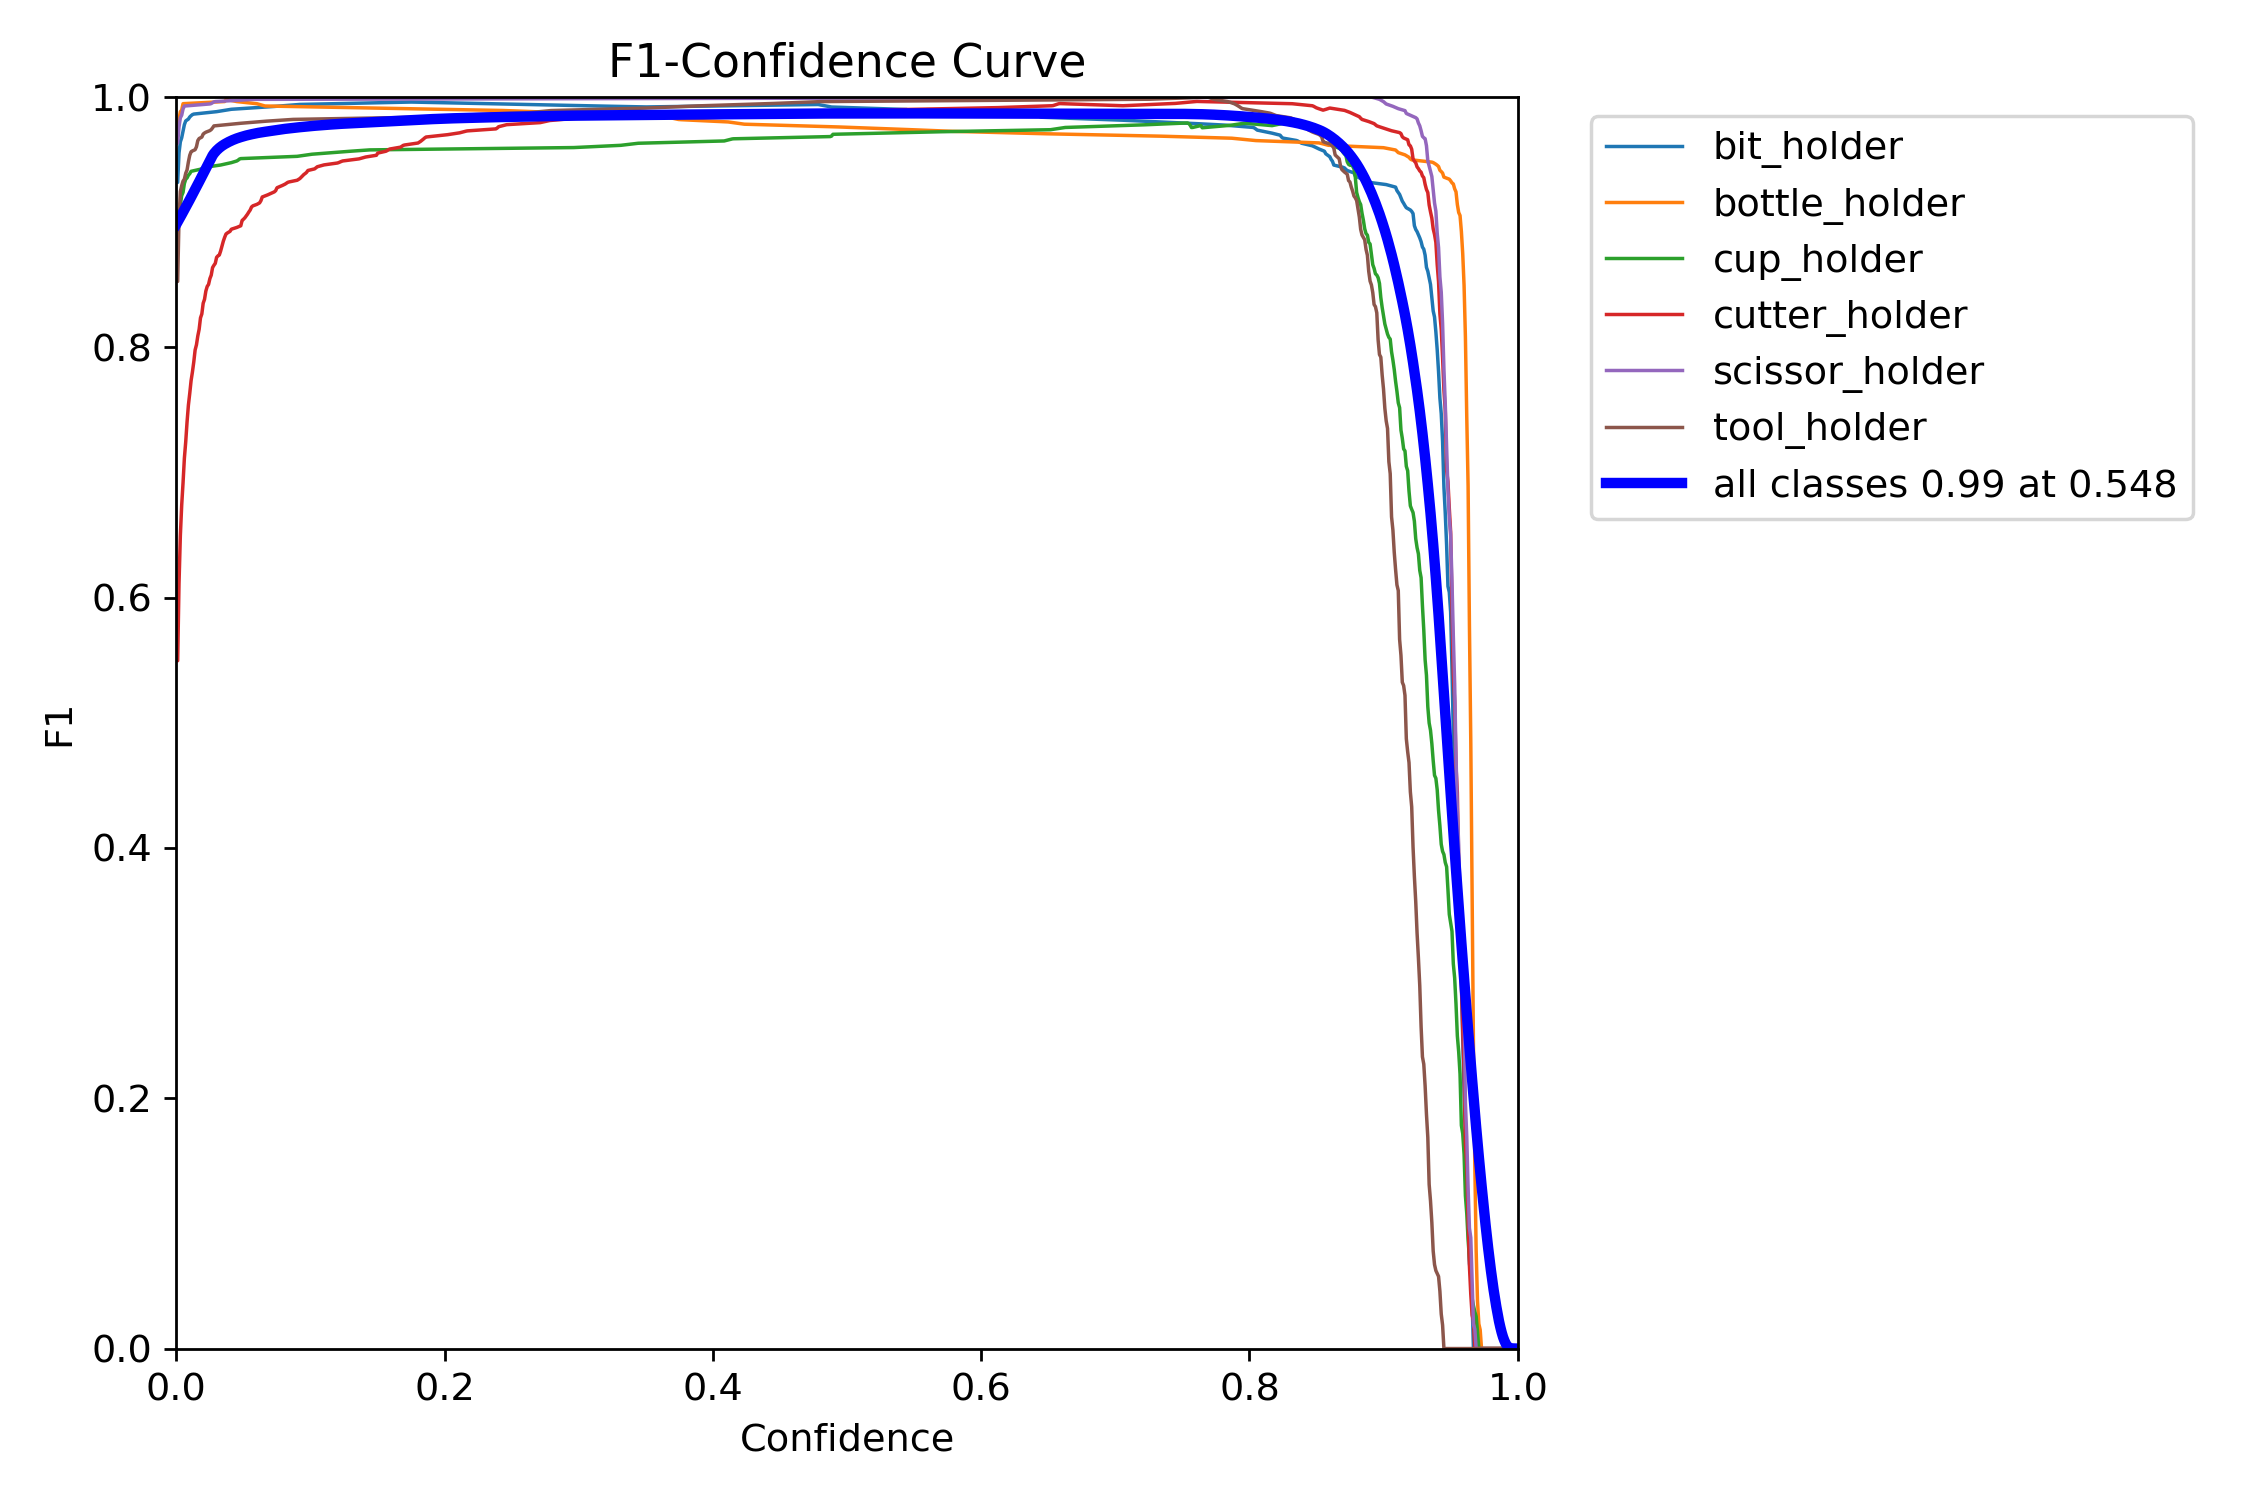 F1-Confidence Curve
1.0
0.8
0.6
0.4
0.2
0.0
F1
0.0 0.2 0.4 0.6 0.8 1.0
Confidence
bit_holder
bottle_holder
cup_holder
cutter_holder
scissor_holder
tool_holder
all classes 0.99 at 0.548